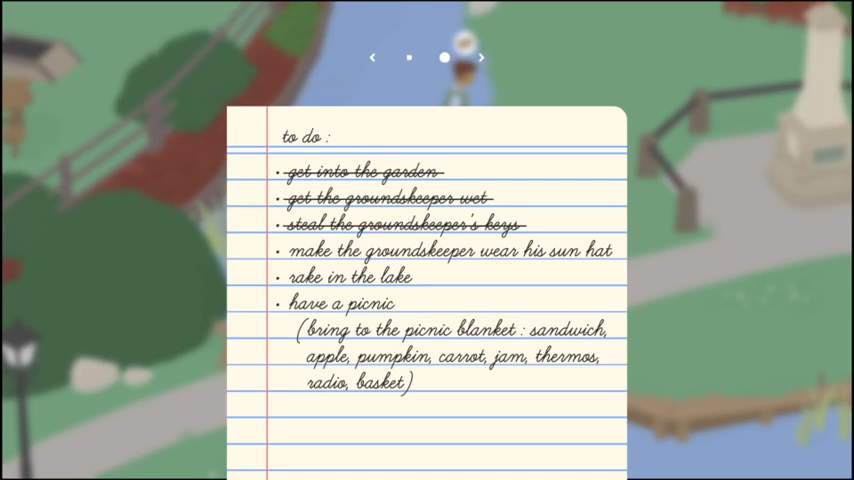 to do :
• get into the garden
• get the groundskeeper wet
• steal the groundskeeper's keys
• make the groundskeeper wear his sun hat
• rake in the lake
• have a picnic
(bring to the picnic blanket : sandwich,
apple, pumpkin, carrot, jam, thermos,
radio, basket)